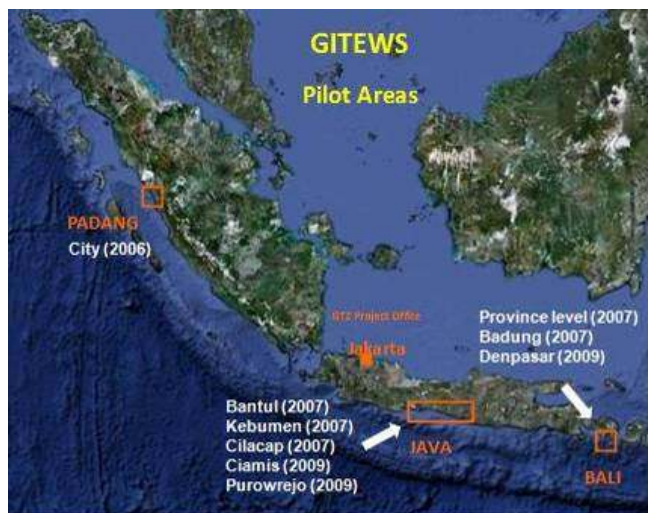 GITEWS
Pilot Areas
PADANG
City (2006)
GTZ Project Office
Jakarta
Province level (2007)
Badung (2007)
Denpasar (2009)
Bantul (2007)
Kebumen (2007)
Cilacap (2007)
Ciamis (2009)
Purowrejo (2009)
JAVA
BALI